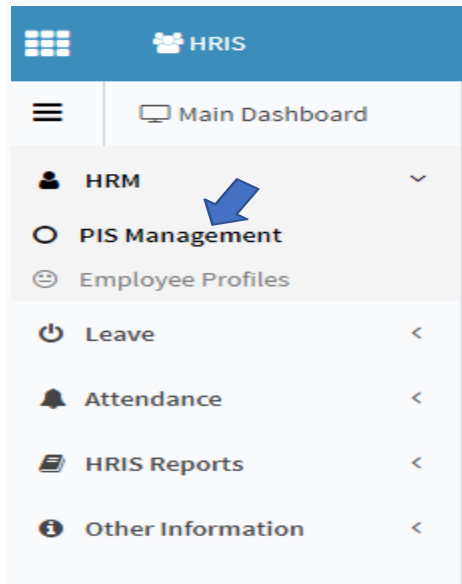 HRIS
Main Dashboard
HRM
PIS Management
Employee Profiles
Leave
Attendance
HRIS Reports
Other Information